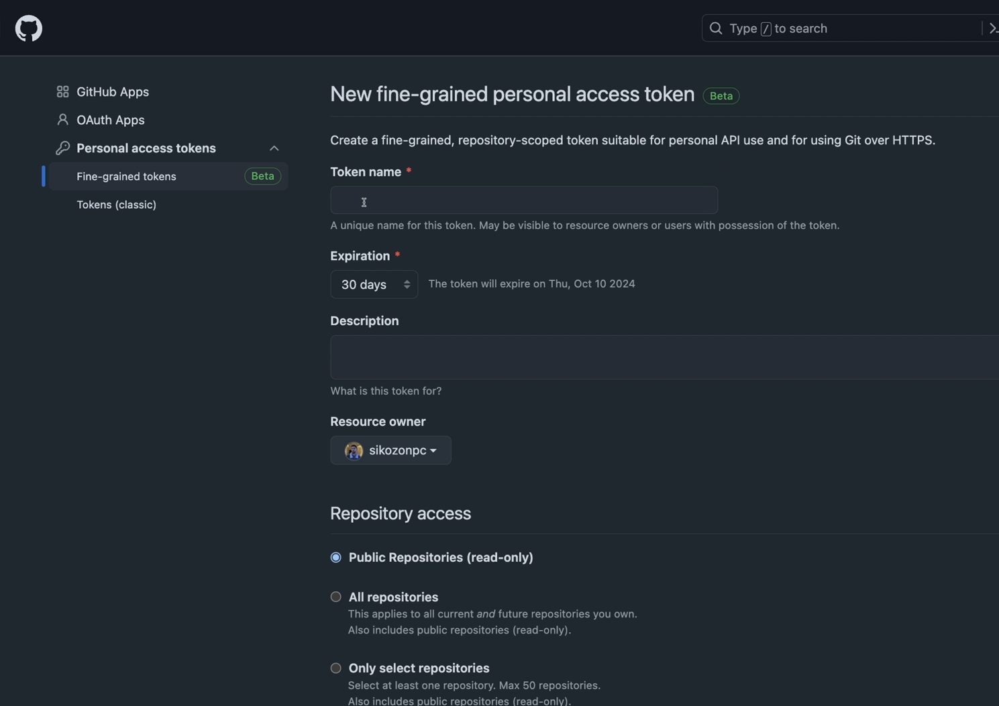 Type / to search
GitHub Apps
OAuth Apps
Personal access tokens
Fine-grained tokens Beta
Tokens (classic)
New fine-grained personal access token Beta
Create a fine-grained, repository-scoped token suitable for personal API use and for using Git over HTTPS.
Token name *
A unique name for this token. May be visible to resource owners or users with possession of the token.
Expiration *
30 days The token will expire on Thu, Oct 10 2024
Description
What is this token for?
Resource owner
sikozonpc
Repository access
Public Repositories (read-only)
All repositories
This applies to all current and future repositories you own.
Also includes public repositories (read-only).
Only select repositories
Select at least one repository. Max 50 repositories.
Also includes public repositories (read-only).